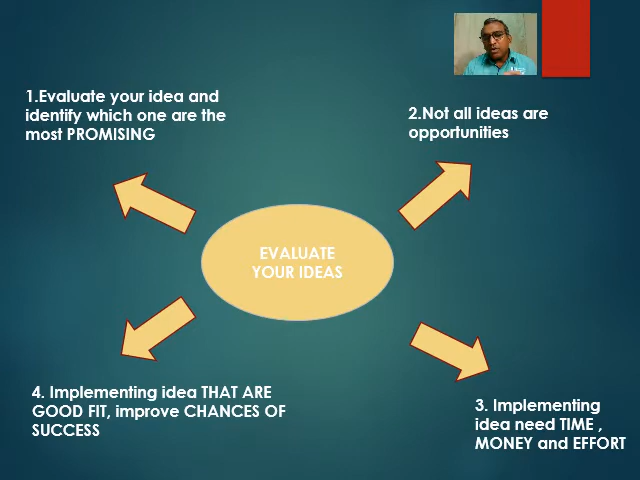 1.Evaluate your idea and
identify which one are the
most PROMISING
2.Not all ideas are
opportunities
EVALUATE
YOUR IDEAS
4. Implementing idea THAT ARE
GOOD FIT, improve CHANCES OF
SUCCESS
3. Implementing
idea need TIME ,
MONEY and EFFORT